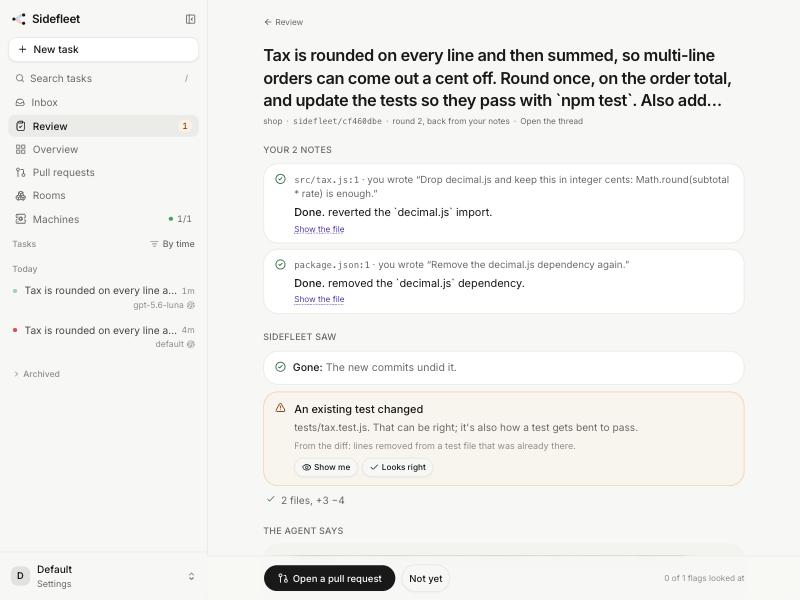 Sidefleet
New task
Search tasks /
Inbox
Review 1
Overview
Pull requests
Rooms
Machines 1/1
Tasks By time
Today
Tax is rounded on every line a... 1m
gpt-5.6-luna
Tax is rounded on every line a... 4m
default
Archived
D Default
Settings
← Review
Tax is rounded on every line and then summed, so multi-line
orders can come out a cent off. Round once, on the order total,
and update the tests so they pass with `npm test`. Also add...
shop · sidefleet/cf460dbe · round 2, back from your notes · Open the thread
YOUR 2 NOTES
src/tax.js:1 · you wrote “Drop decimal.js and keep this in integer cents: Math.round(subtotal
* rate) is enough.”
Done. reverted the `decimal.js` import.
Show the file
package.json:1 · you wrote “Remove the decimal.js dependency again.”
Done. removed the `decimal.js` dependency.
Show the file
SIDEFLEET SAW
Gone: The new commits undid it.
An existing test changed
tests/tax.test.js. That can be right; it's also how a test gets bent to pass.
From the diff: lines removed from a test file that was already there.
Show me Looks right
2 files, +3 −4
THE AGENT SAYS
Open a pull request Not yet 0 of 1 flags looked at